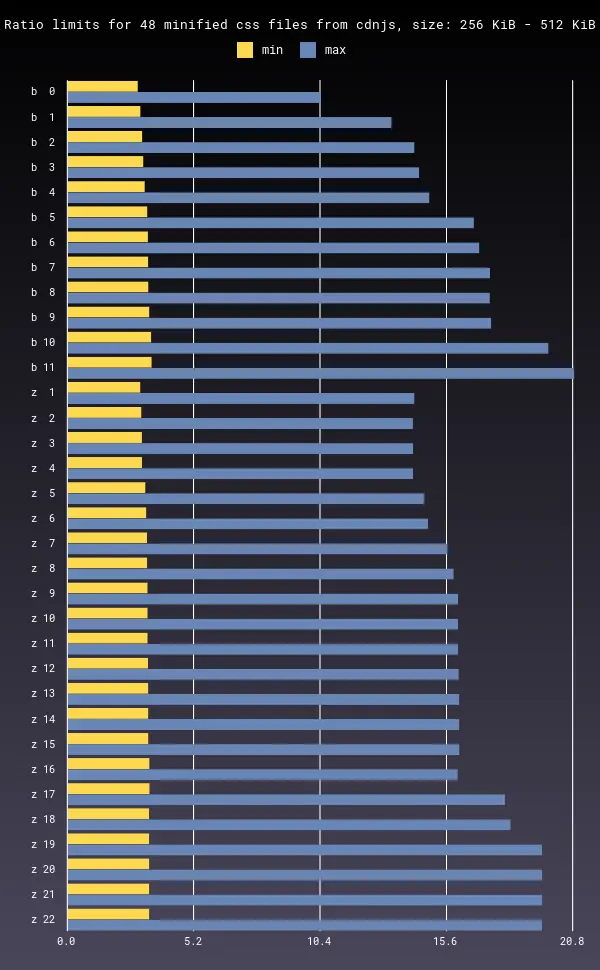 Ratio limits for 48 minified css files from cdnjs, size: 256 KiB - 512 KiB
min max
b 0
b 1
b 2
b 3
b 4
b 5
b 6
b 7
b 8
b 9
b 10
b 11
z 1
z 2
z 3
z 4
z 5
z 6
z 7
z 8
z 9
z 10
z 11
z 12
z 13
z 14
z 15
z 16
z 17
z 18
z 19
z 20
z 21
z 22
0.0 5.2 10.4 15.6 20.8